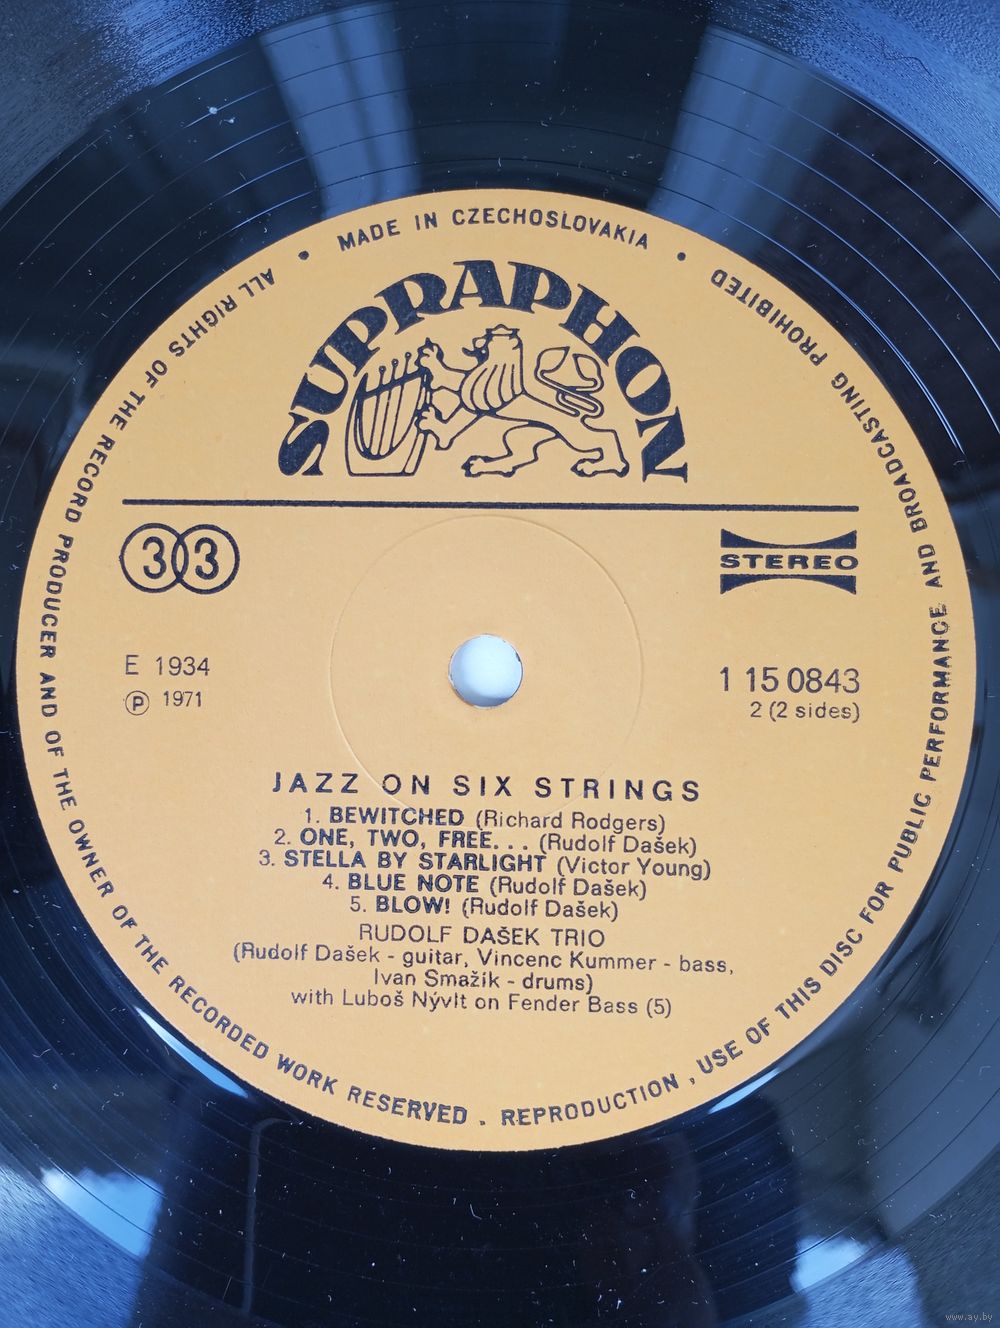 MADE IN CZECHOSLOVAKIA
SUPRAPHON
33
STEREO
E 1934
℗ 1971
1 15 0843
2 (2 sides)
JAZZ ON SIX STRINGS
1. BEWITCHED (Richard Rodgers)
2. ONE, TWO, FREE... (Rudolf Dašek)
3. STELLA BY STARLIGHT (Victor Young)
4. BLUE NOTE (Rudolf Dašek)
5. BLOW! (Rudolf Dašek)
RUDOLF DAŠEK TRIO
(Rudolf Dašek - guitar, Vincenc Kummer - bass,
Ivan Smažík - drums)
with Luboš Nývlt on Fender Bass (5)
ALL RIGHTS OF THE RECORD PRODUCER AND OF THE OWNER OF THE RECORDED WORK RESERVED . REPRODUCTION , USE OF THIS DISC FOR PUBLIC PERFORMANCE AND BROADCASTING PROHIBITED
www.ay.by